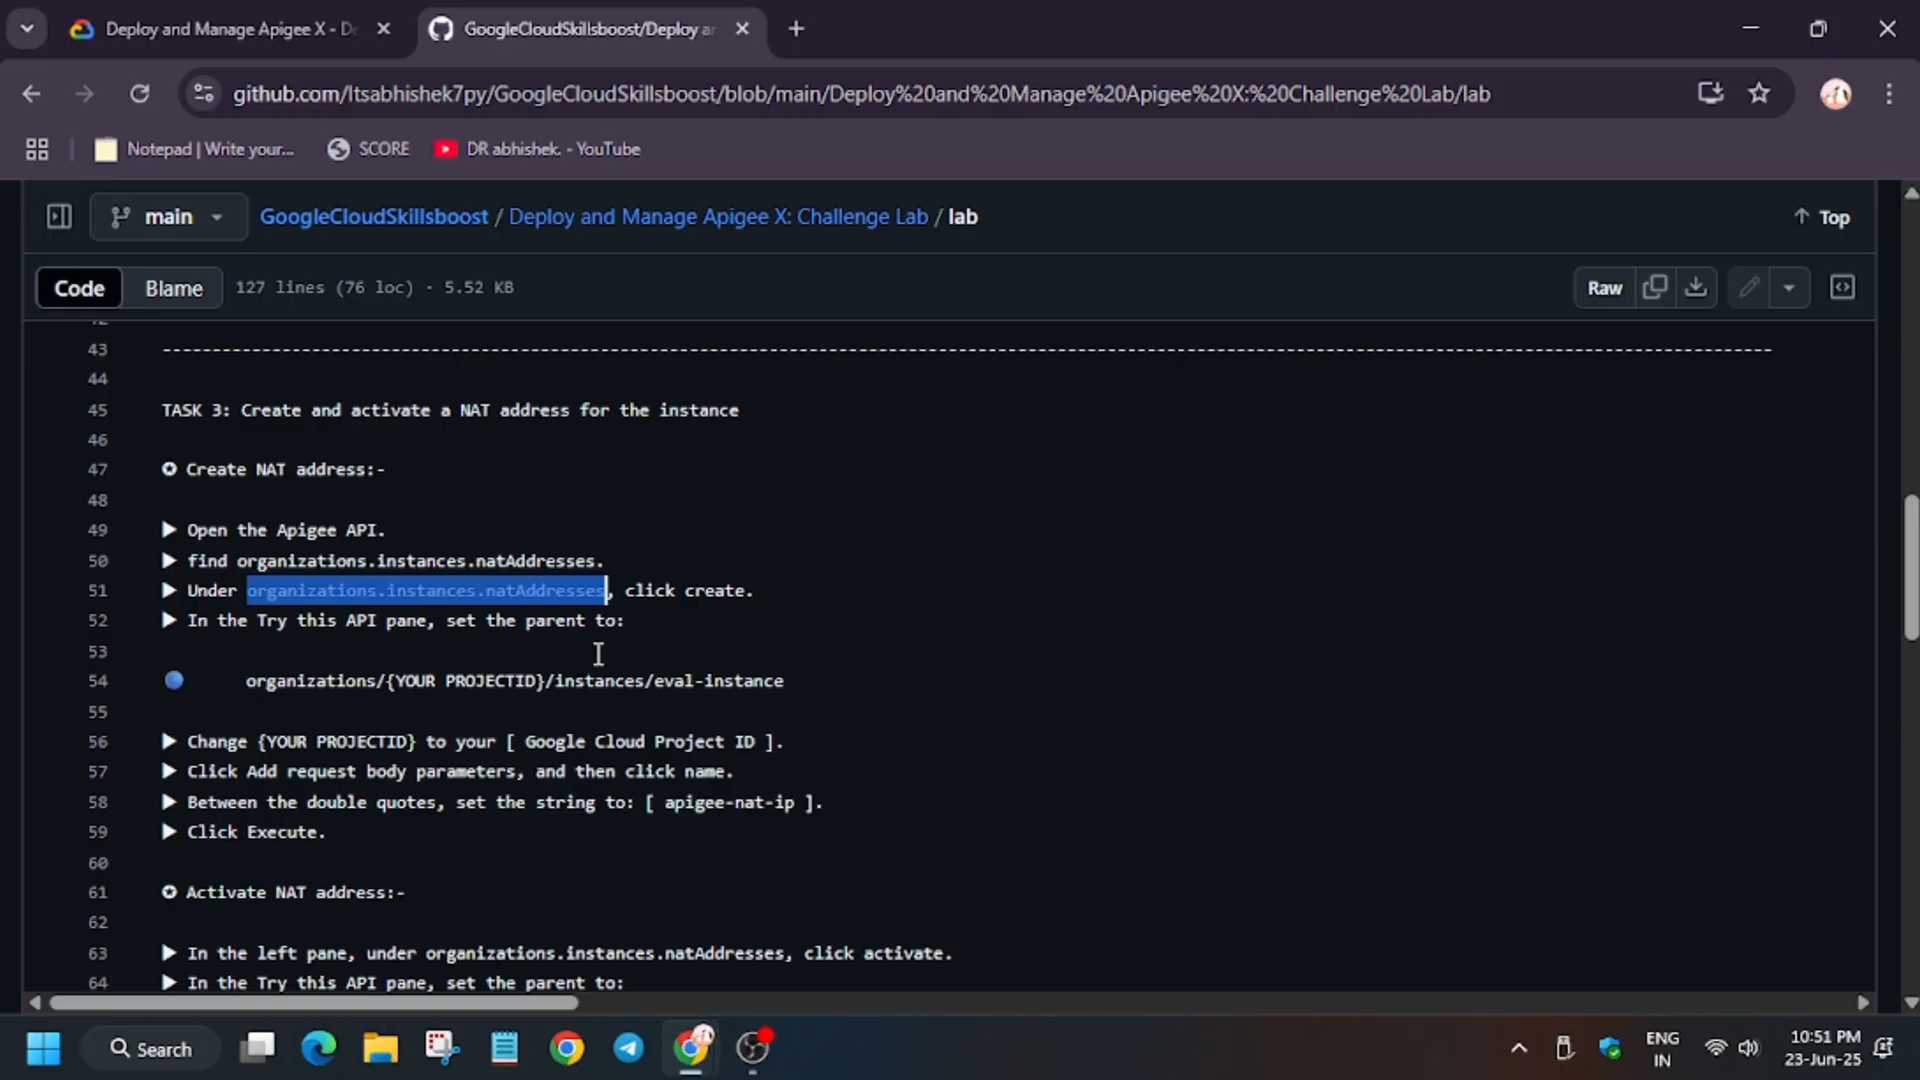 Deploy and Manage Apigee X - De
GoogleCloudSkillsboost/Deploy ar
github.com/Itsabhishek7py/GoogleCloudSkillsboost/blob/main/Deploy%20and%20Manage%20Apigee%20X:%20Challenge%20Lab/lab
Notepad | Write your...
SCORE
DR abhishek. - YouTube
main
GoogleCloudSkillsboost / Deploy and Manage Apigee X: Challenge Lab / lab
Top
Code
Blame
127 lines (76 loc) · 5.52 KB
Raw
42
43 --------------------------------------------------------------------------------------------------------------------------------------------------------------
44
45 TASK 3: Create and activate a NAT address for the instance
46
47 ✪ Create NAT address:-
48
49 ▶ Open the Apigee API.
50 ▶ find organizations.instances.natAddresses.
51 ▶ Under organizations.instances.natAddresses, click create.
52 ▶ In the Try this API pane, set the parent to:
53
54 organizations/{YOUR PROJECTID}/instances/eval-instance
55
56 ▶ Change {YOUR PROJECTID} to your [ Google Cloud Project ID ].
57 ▶ Click Add request body parameters, and then click name.
58 ▶ Between the double quotes, set the string to: [ apigee-nat-ip ].
59 ▶ Click Execute.
60
61 ✪ Activate NAT address:-
62
63 ▶ In the left pane, under organizations.instances.natAddresses, click activate.
64 ▶ In the Try this API pane, set the parent to:
Search
ENG
IN
10:51 PM
23-Jun-25